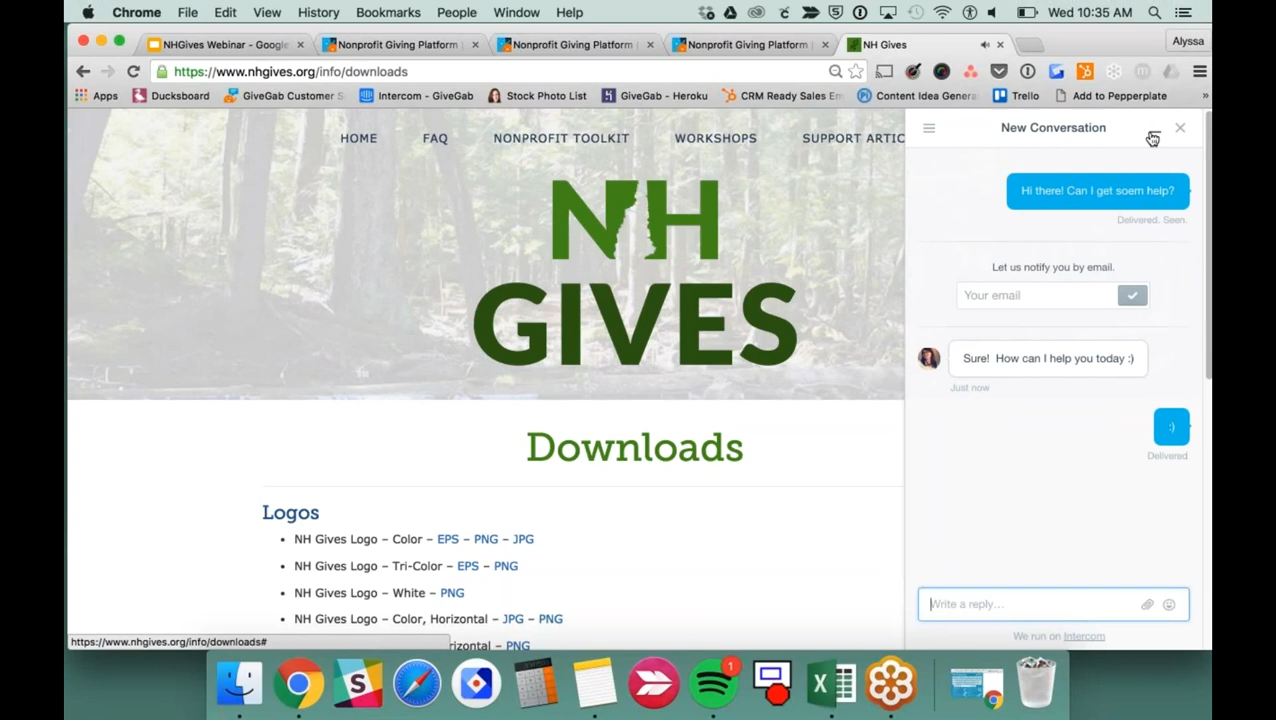 Chrome File Edit View History Bookmarks People Window Help Wed 10:35 AM
NHGives Webinar - Google Nonprofit Giving Platform Nonprofit Giving Platform Nonprofit Giving Platform NH Gives Alyssa
https://www.nhgives.org/info/downloads
Apps Ducksboard GiveGab Customer S Intercom - GiveGab Stock Photo List GiveGab - Heroku CRM Ready Sales Em Content Idea Genera Trello Add to Pepperplate »
HOME FAQ NONPROFIT TOOLKIT WORKSHOPS SUPPORT ARTIC
NH
GIVES
Downloads
Logos
• NH Gives Logo – Color – EPS – PNG – JPG
• NH Gives Logo – Tri-Color – EPS – PNG
• NH Gives Logo – White – PNG
• NH Gives Logo – Color, Horizontal – JPG – PNG
rizontal – PNG
https://www.nhgives.org/info/downloads#
New Conversation
Hi there! Can I get soem help?
Delivered. Seen.
Let us notify you by email.
Your email
Sure! How can I help you today :)
Just now
:)
Delivered
Write a reply…
We run on Intercom
S
1
X